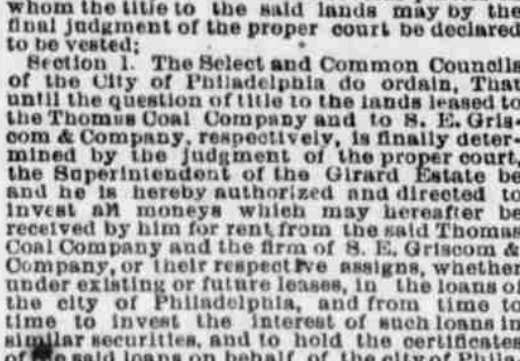 whom the title to the said lands may by the
final judgment of the proper court be declared
to be vested;
Section 1. The Select and Common Councils
of the City of Philadelphia do ordain, That
until the question of title to the lands leased to
the Thomas Coal Company and to S. E. Gris-
com & Company, respectively, is finally deter-
mined by the judgment of the proper court,
the Superintendent of the Girard Estate be
and he is hereby authorized and directed to
invest all moneys which may hereafter be
received by him for rent from the said Thomas
Coal Company and the firm of S. E. Griscom &
Company, or their respective assigns, whether
under existing or future leases, in the loans of
the city of Philadelphia, and from time to
time to invest the interest of such loans in
similar securities, and to hold the certificates
of the said loans on behalf of the city of Phila-